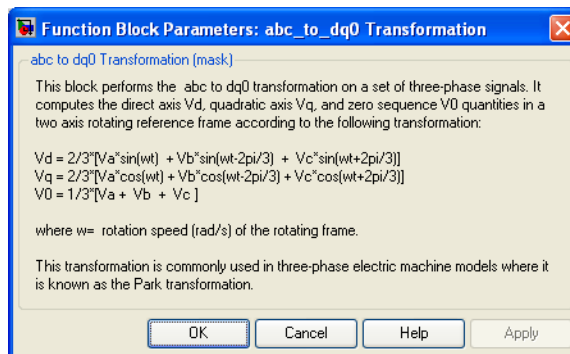 Function Block Parameters: abc_to_dq0 Transformation
abc to dq0 Transformation (mask)
This block performs the abc to dq0 transformation on a set of three-phase signals. It
computes the direct axis Vd, quadratic axis Vq, and zero sequence V0 quantities in a
two axis rotating reference frame according to the following transformation:
Vd = 2/3*[Va*sin(wt) + Vb*sin(wt-2pi/3) + Vc*sin(wt+2pi/3)]
Vq = 2/3*[Va*cos(wt) + Vb*cos(wt-2pi/3) + Vc*cos(wt+2pi/3)]
V0 = 1/3*[Va + Vb + Vc ]
where w= rotation speed (rad/s) of the rotating frame.
This transformation is commonly used in three-phase electric machine models where it
is known as the Park transformation.
OK Cancel Help Apply